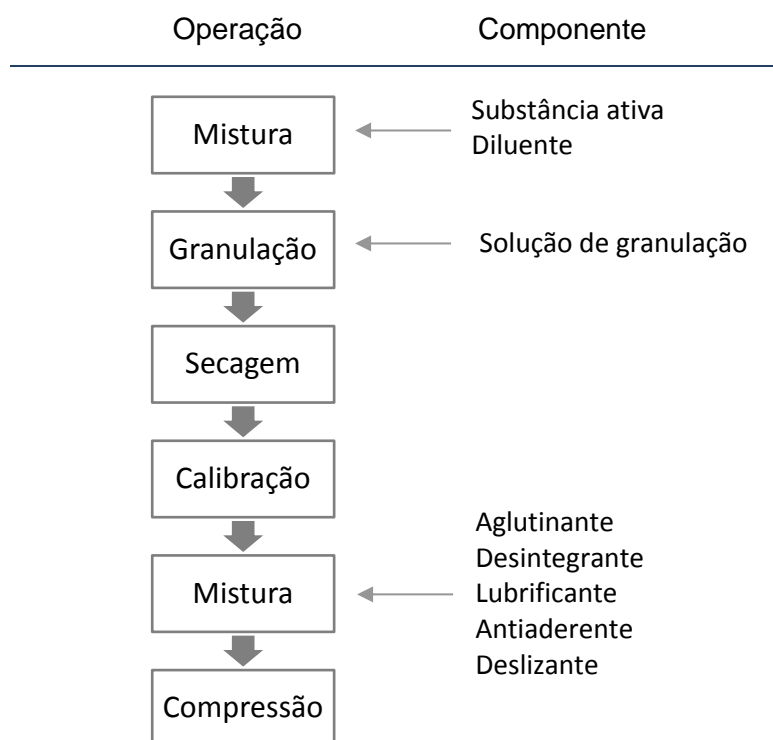 Operação Componente
Mistura
Substância ativa
Diluente
Granulação
Solução de granulação
Secagem
Calibração
Mistura
Aglutinante
Desintegrante
Lubrificante
Antiaderente
Deslizante
Compressão